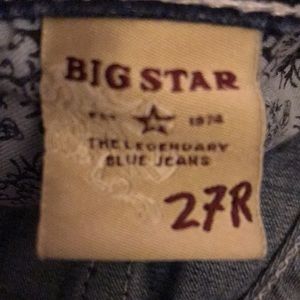 BIG STAR
EST 1974
THE LEGENDARY
BLUE JEANS
27R